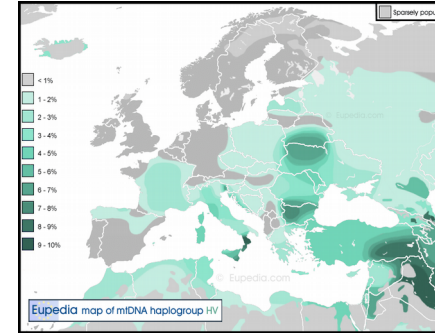 Sparsely popu
< 1%
1 - 2%
2 - 3%
3 - 4%
4 - 5%
5 - 6%
6 - 7%
7 - 8%
8 - 9%
9 - 10%
© Eupedia.com
© Eupedia.com
Eupedia map of mtDNA haplogroup HV